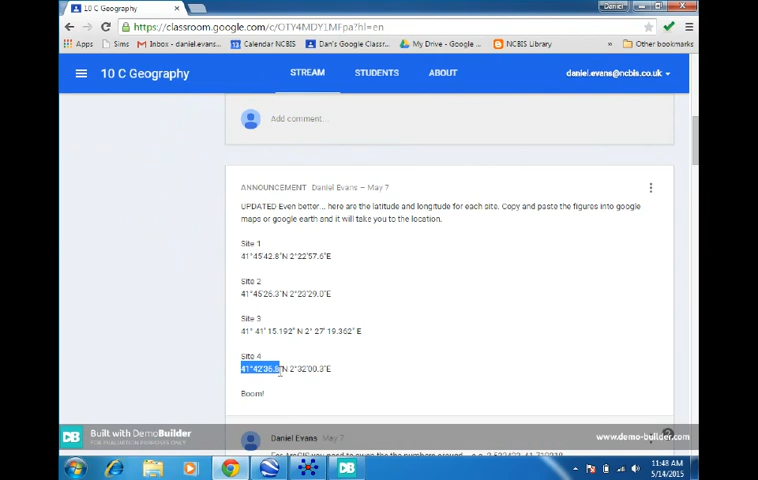 10 C Geography
Daniel
https://classroom.google.com/c/OTY4MDY1MFpa?hl=en
Apps Sims Inbox - daniel.evans. Calendar NCBIS Dan's Google Classr... My Drive - Google ... NCBIS Library » Other bookmarks
10 C Geography STREAM STUDENTS ABOUT daniel.evans@ncbis.co.uk
Add comment...
ANNOUNCEMENT Daniel Evans – May 7
UPDATED Even better... here are the latitude and longitude for each site. Copy and paste the figures into google
maps or google earth and it will take you to the location.
Site 1
41°45'42.8"N 2°22'57.6"E
Site 2
41°45'26.3"N 2°23'29.0"E
Site 3
41° 41' 15.192" N 2° 27' 19.362" E
Site 4
41°42'36.8"N 2°32'00.3"E
Boom!
DB Built with DemoBuilder
FOR EVALUATION PURPOSES ONLY
www.demo-builder.com
Daniel Evans May 7
DB
11:48 AM
5/14/2015